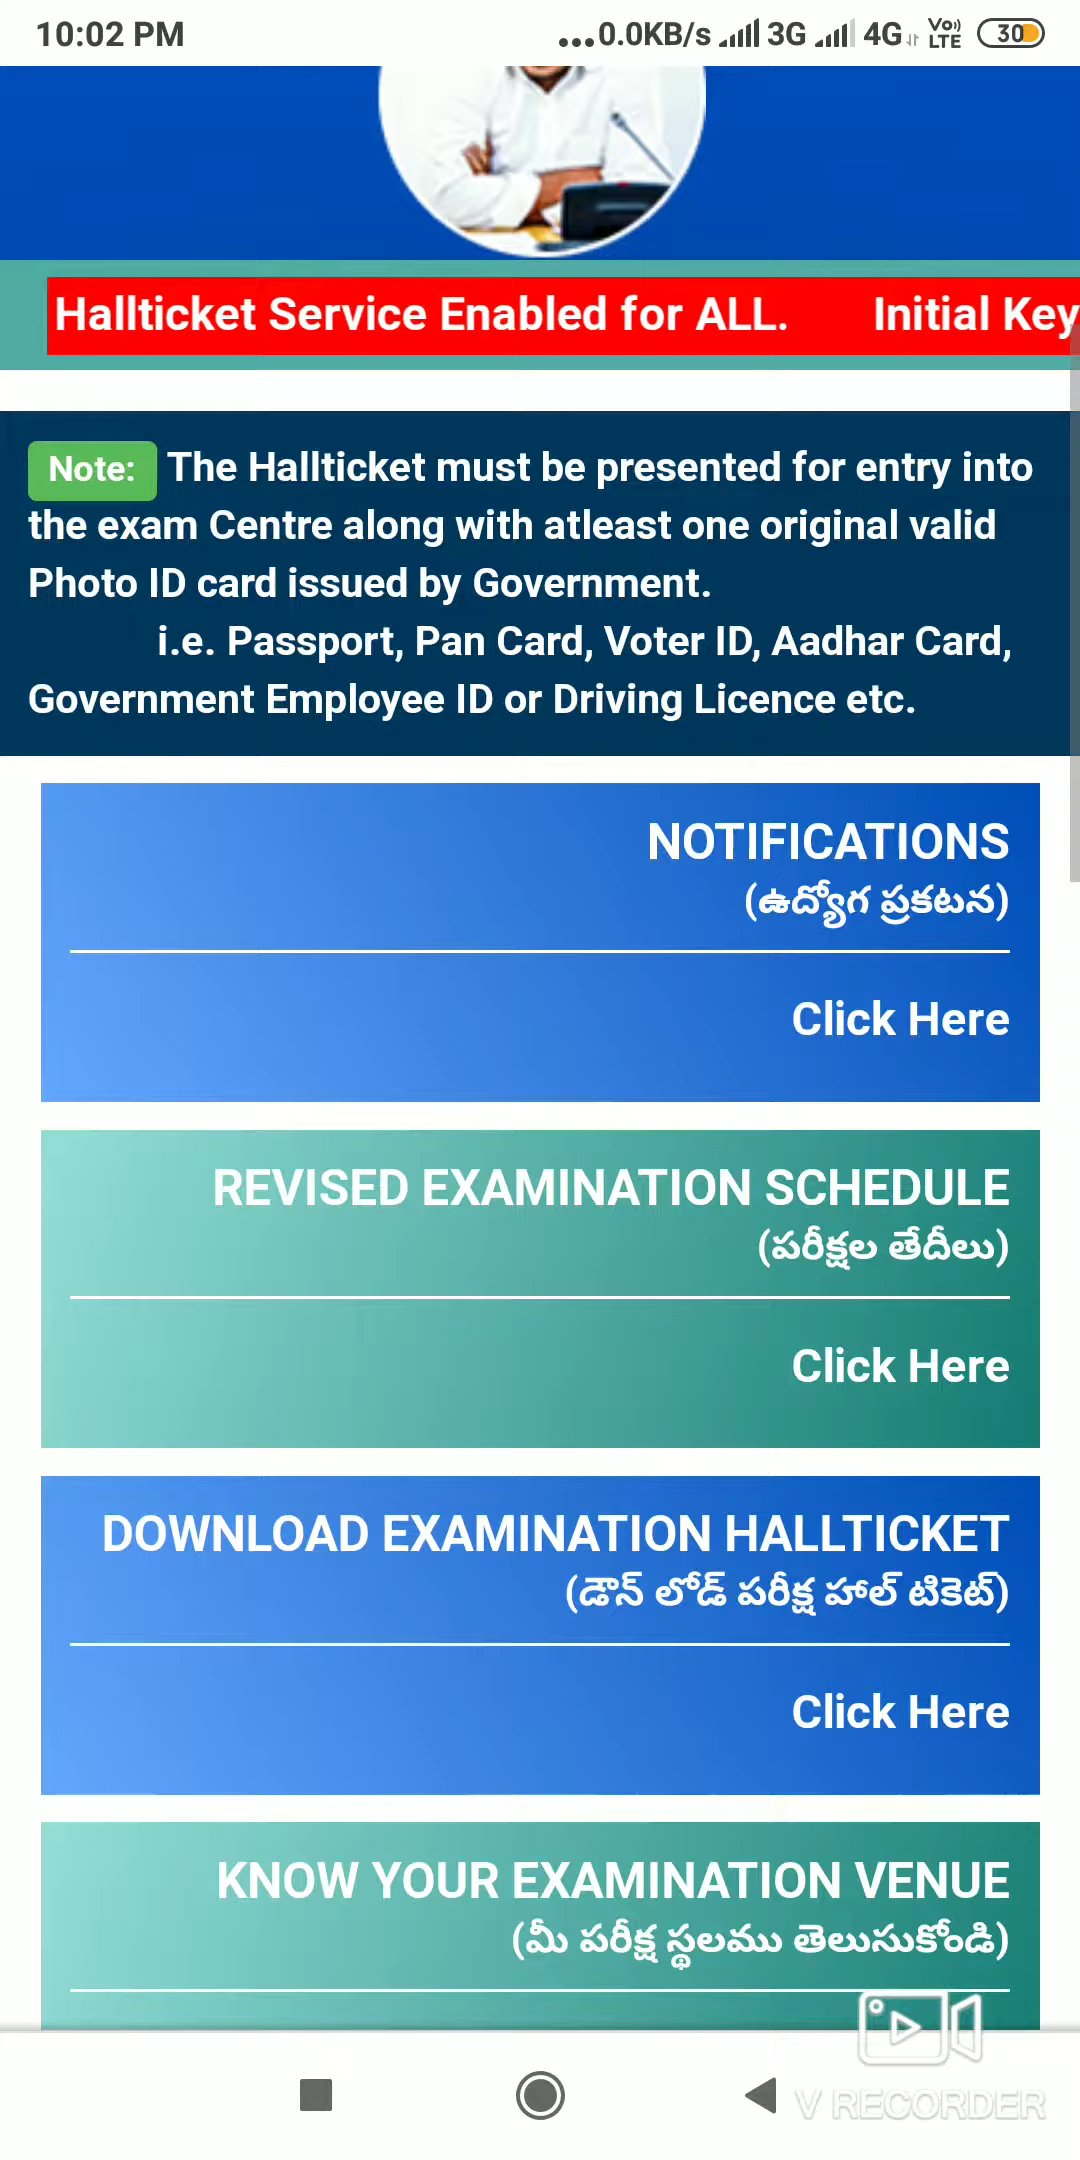 10:02 PM
...0.0KB/s 3G 4G Vo)) LTE 30
Hallticket Service Enabled for ALL. Initial Key
Note: The Hallticket must be presented for entry into
the exam Centre along with atleast one original valid
Photo ID card issued by Government.
i.e. Passport, Pan Card, Voter ID, Aadhar Card,
Government Employee ID or Driving Licence etc.
NOTIFICATIONS
(ఉద్యోగ ప్రకటన)
Click Here
REVISED EXAMINATION SCHEDULE
(పరీక్షల తేదీలు)
Click Here
DOWNLOAD EXAMINATION HALLTICKET
(డౌన్ లోడ్ పరీక్ష హాల్ టికెట్)
Click Here
KNOW YOUR EXAMINATION VENUE
(మీ పరీక్ష స్థలము తెలుసుకోండి)
V RECORDER